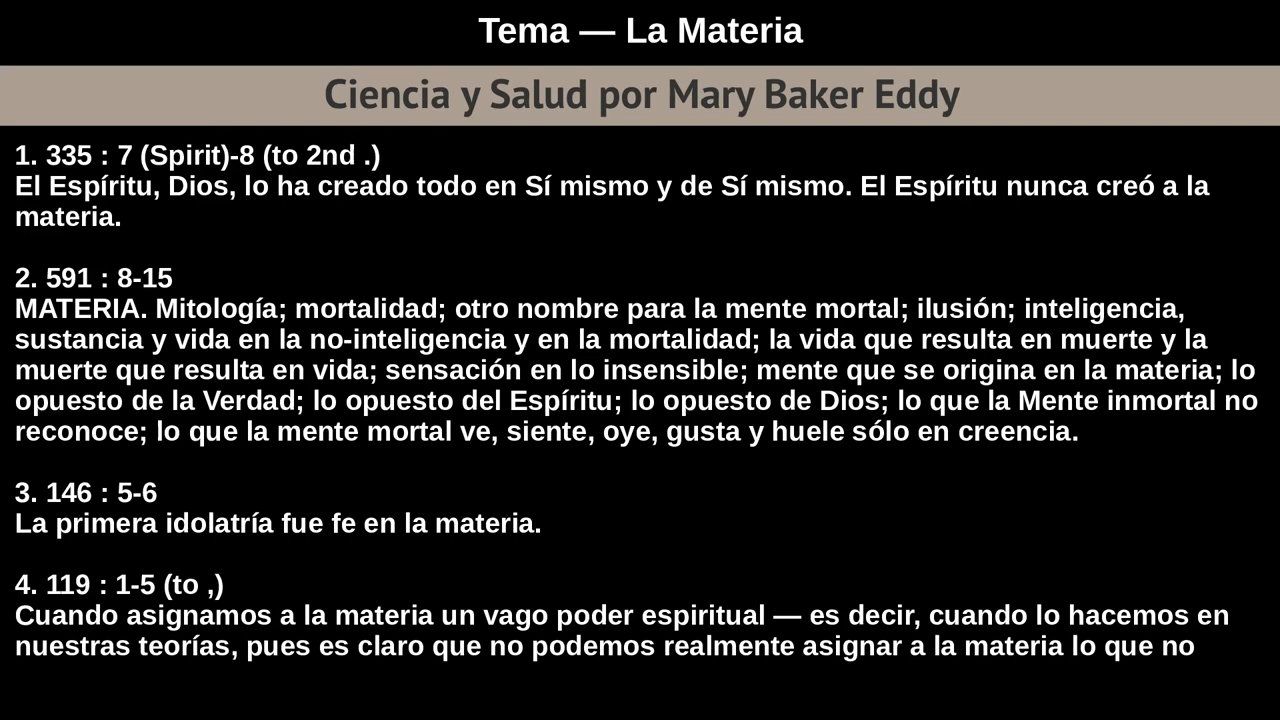 Tema — La Materia
Ciencia y Salud por Mary Baker Eddy
1. 335 : 7 (Spirit)-8 (to 2nd .)
El Espíritu, Dios, lo ha creado todo en Sí mismo y de Sí mismo. El Espíritu nunca creó a la
materia.
2. 591 : 8-15
MATERIA. Mitología; mortalidad; otro nombre para la mente mortal; ilusión; inteligencia,
sustancia y vida en la no-inteligencia y en la mortalidad; la vida que resulta en muerte y la
muerte que resulta en vida; sensación en lo insensible; mente que se origina en la materia; lo
opuesto de la Verdad; lo opuesto del Espíritu; lo opuesto de Dios; lo que la Mente inmortal no
reconoce; lo que la mente mortal ve, siente, oye, gusta y huele sólo en creencia.
3. 146 : 5-6
La primera idolatría fue fe en la materia.
4. 119 : 1-5 (to ,)
Cuando asignamos a la materia un vago poder espiritual — es decir, cuando lo hacemos en
nuestras teorías, pues es claro que no podemos realmente asignar a la materia lo que no